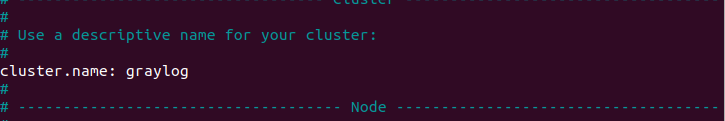 # ---------------------------------- Cluster -----------------------------------
#
# Use a descriptive name for your cluster:
#
cluster.name: graylog
#
# ------------------------------------ Node ------------------------------------
#